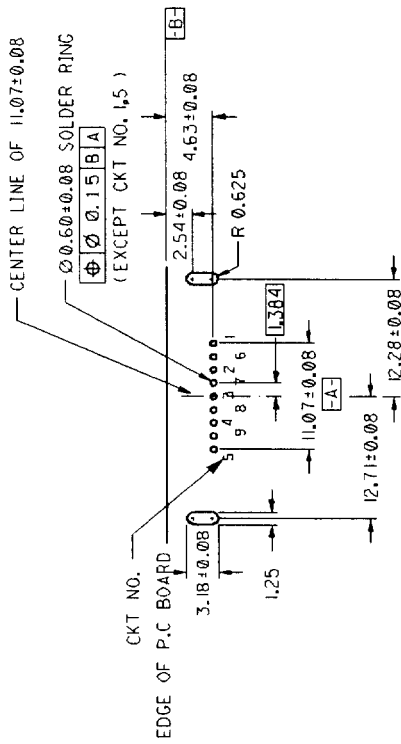 CENTER LINE OF 11.07±0.08
Ø 0.60±0.08 SOLDER RING
⌖ Ø 0.15 B A
(EXCEPT CKT NO. 1,5 )
-B-
2.54±0.08
4.63±0.08
R 0.625
CKT NO.
EDGE OF P.C BOARD
5 9 4 8 3 7 2 6 1
1.384
11.07±0.08
-A-
12.28±0.08
12.71±0.08
3.18±0.08
1.25